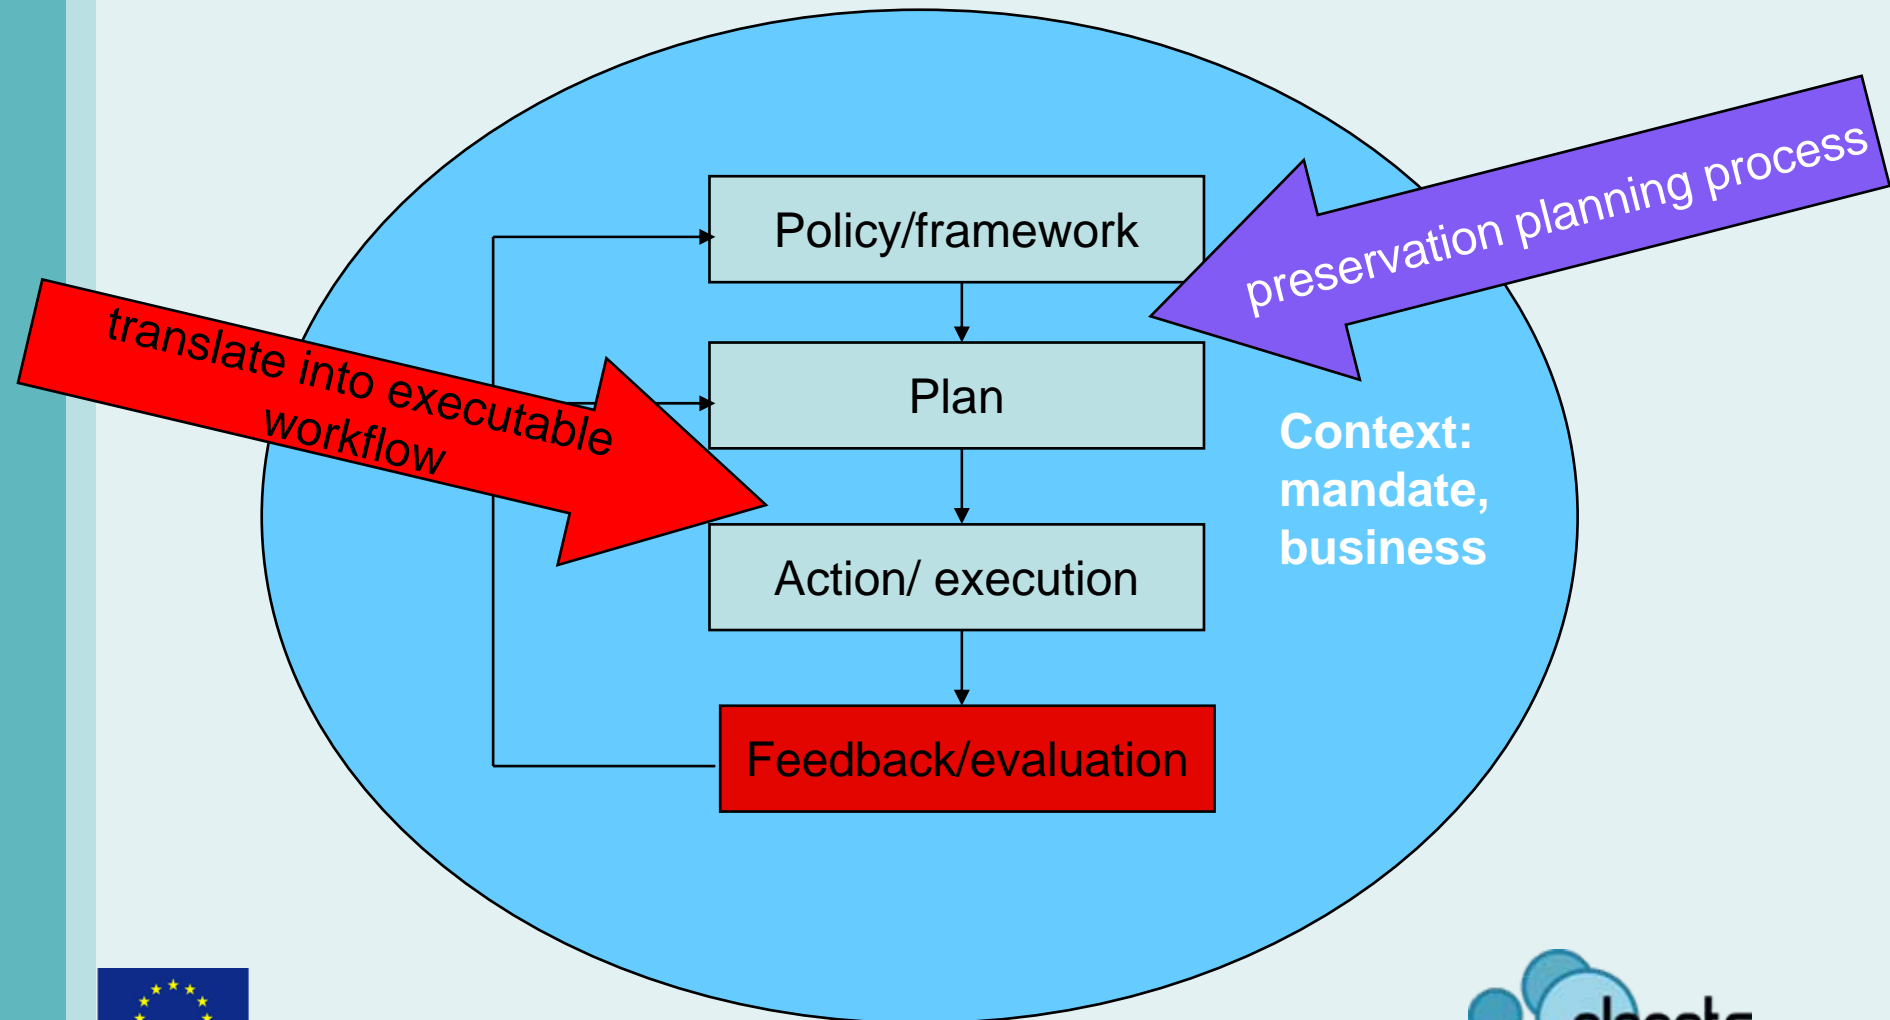 Policy/framework
preservation planning process
translate into executable
workflow
Plan
Context:
mandate,
business
Action/ execution
Feedback/evaluation